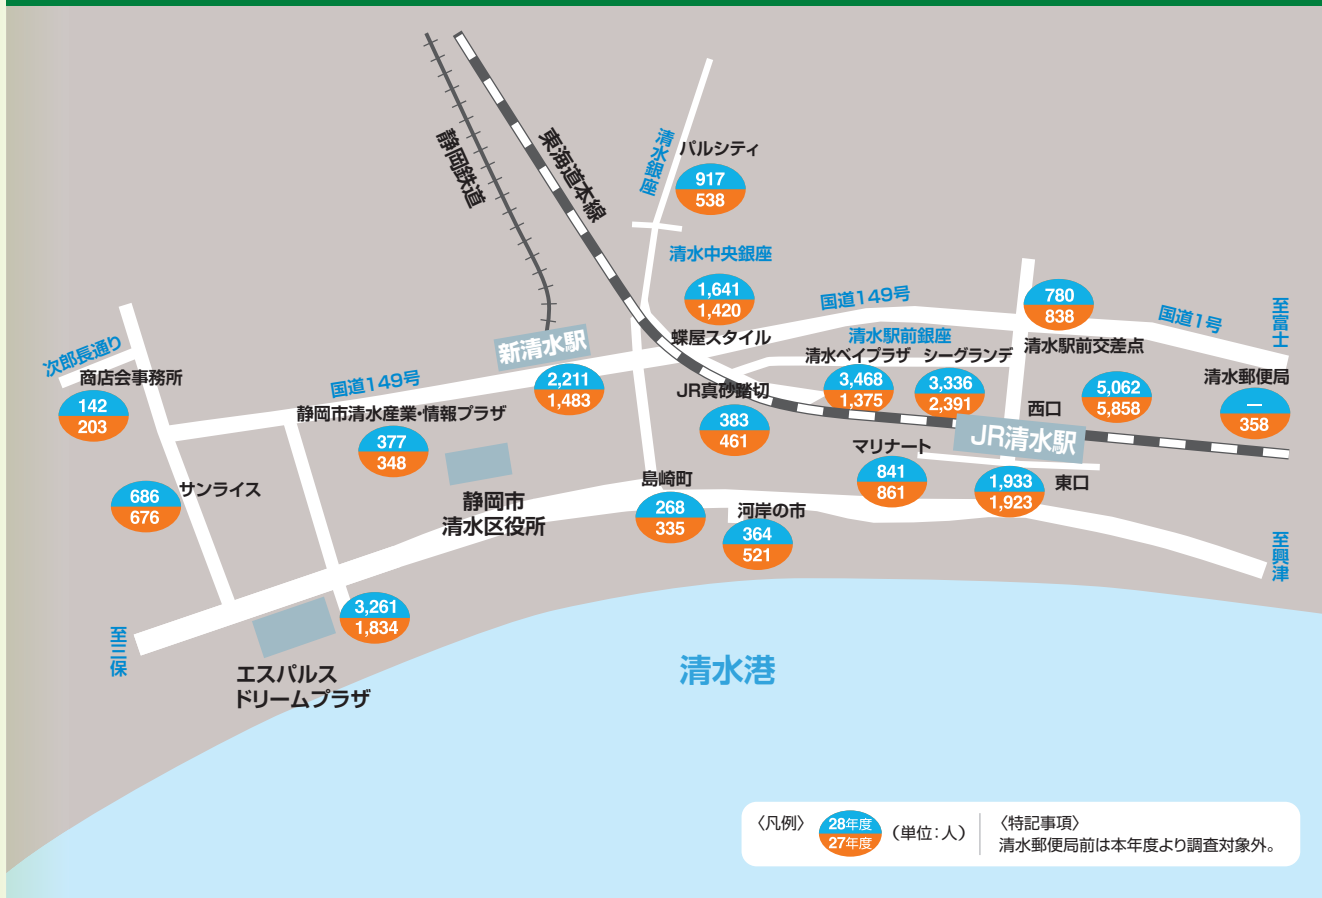 静岡鉄道
東海道本線
清水銀座
パルシティ
917
538
清水中央銀座
1,641
1,420
蝶屋スタイル
国道149号
780
838
国道1号
至富士
清水駅前銀座
清水駅前交差点
清水ベイプラザ
3,468
1,375
シーグランデ
3,336
2,391
5,062
5,858
西口
清水郵便局
—
358
次郎長通り
商店会事務所
142
203
新清水駅
2,211
1,483
国道149号
静岡市清水産業・情報プラザ
377
348
JR真砂踏切
383
461
JR清水駅
マリナート
841
861
1,933
1,923
東口
サンライス
686
676
静岡市
清水区役所
島崎町
268
335
河岸の市
364
521
至興津
3,261
1,834
至三保
エスパルス
ドリームプラザ
清水港
〈凡例〉
28年度
27年度
(単位:人)
〈特記事項〉
清水郵便局前は本年度より調査対象外。